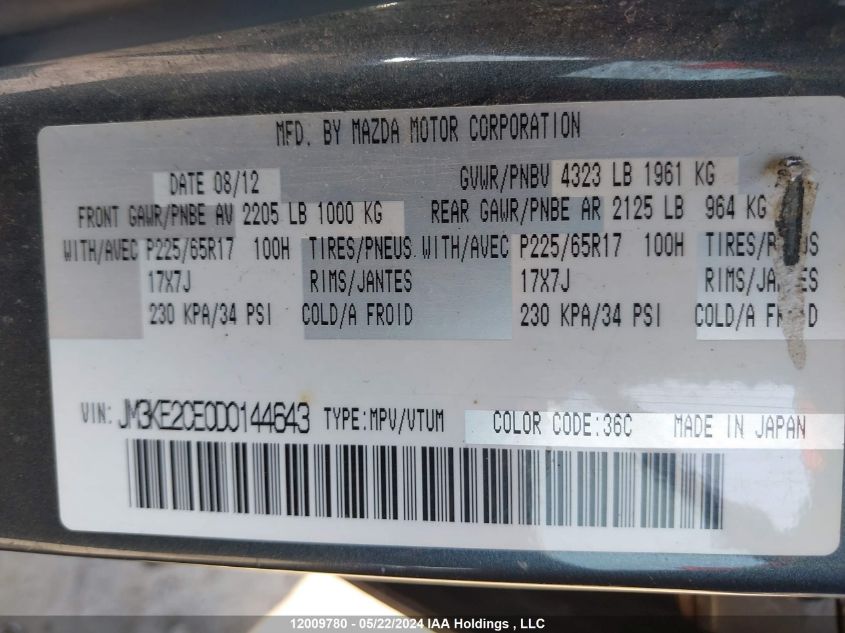 MFD. BY MAZDA MOTOR CORPORATION
DATE 08/12 GVWR/PNBV 4323 LB 1961 KG
FRONT GAWR/PNBE AV 2205 LB 1000 KG REAR GAWR/PNBE AR 2125 LB 964 KG
WITH/AVEC P225/65R17 100H TIRES/PNEUS WITH/AVEC P225/65R17 100H
17X7J RIMS/JANTES 17X7J
230 KPA/34 PSI COLD/A FROID 230 KPA/34 PSI
VIN: JM3KE2CE0D0144643 TYPE:MPV/VTUM COLOR CODE:36C MADE IN JAPAN
12009780 - 05/22/2024 IAA Holdings , LLC